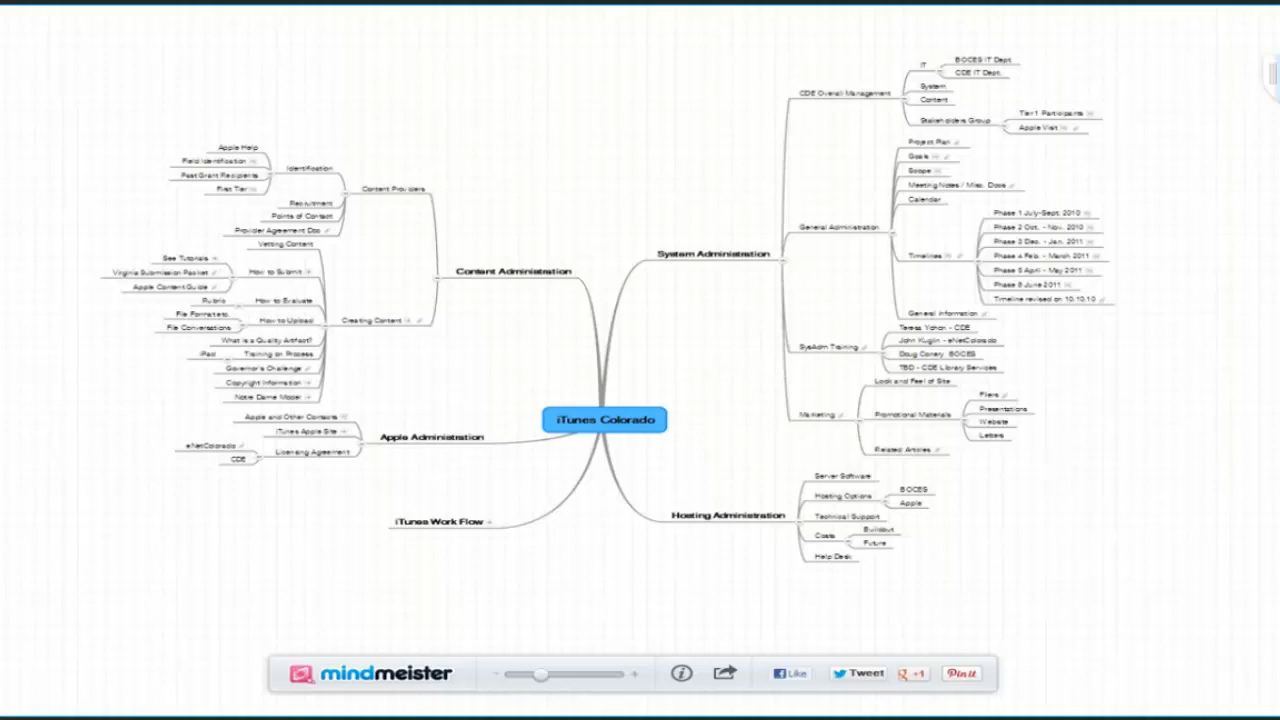 BOCES IT Dept.
IT
CDE IT Dept.
System
CDE Overall Management
Content
Tier 1 Participants
Stakeholders Group
Apple Visit
Project Plan
Apple Help
Goals
Field Identification
Identification
Scope
Past Grant Recipients
Meeting Notes / Misc. Docs
First Tier
Content Providers
Calendar
Recruitment
Phase 1 July-Sept. 2010
Points of Contact
General Administration
Phase 2 Oct. - Nov. 2010
Provider Agreement Doc
Phase 3 Dec. - Jan. 2011
Vetting Content
System Administration
Timelines
Phase 4 Feb. - March 2011
See Tutorials
Phase 5 April - May 2011
Virginia Submission Packet
How to Submit
Content Administration
Phase 6 June 2011
Apple Content Guide
Timeline revised on 10.10.10
Rubric
How to Evaluate
General Information
File Formats etc.
How to Upload
Creating Content
File Conversations
Teresa Yohon - CDE
What is a Quality Artifact?
John Kuglin - eNetColorado
SysAdm Training
iPad
Training on Process
Doug Conery BOCES
Governor's Challenge
TBD - CDE Library Services
Copyright Information
Look and Feel of Site
Notre Dame Model
Fliers
Presentations
Apple and Other Contacts
Marketing
Promotional Materials
iTunes Colorado
Website
iTunes Apple Site
Apple Administration
Letters
eNetColorado
Licensing Agreement
Related Articles
CDE
Server Software
BOCES
Hosting Options
Apple
iTunes Work Flow
Hosting Administration
Technical Support
Buildout
Costs
Future
Help Desk
mindmeister
- +
Like
Tweet
g +1
Pin it